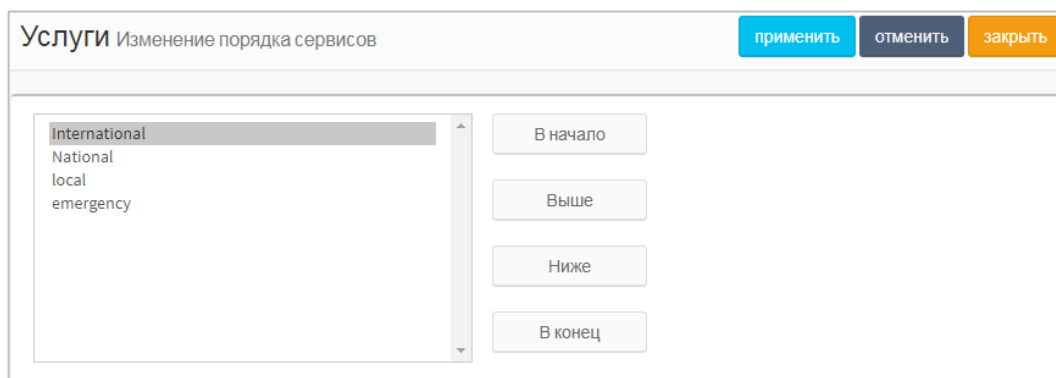 Услуги Изменение порядка сервисов
применить
отменить
закрыть
International
National
local
emergency
В начало
Выше
Ниже
В конец